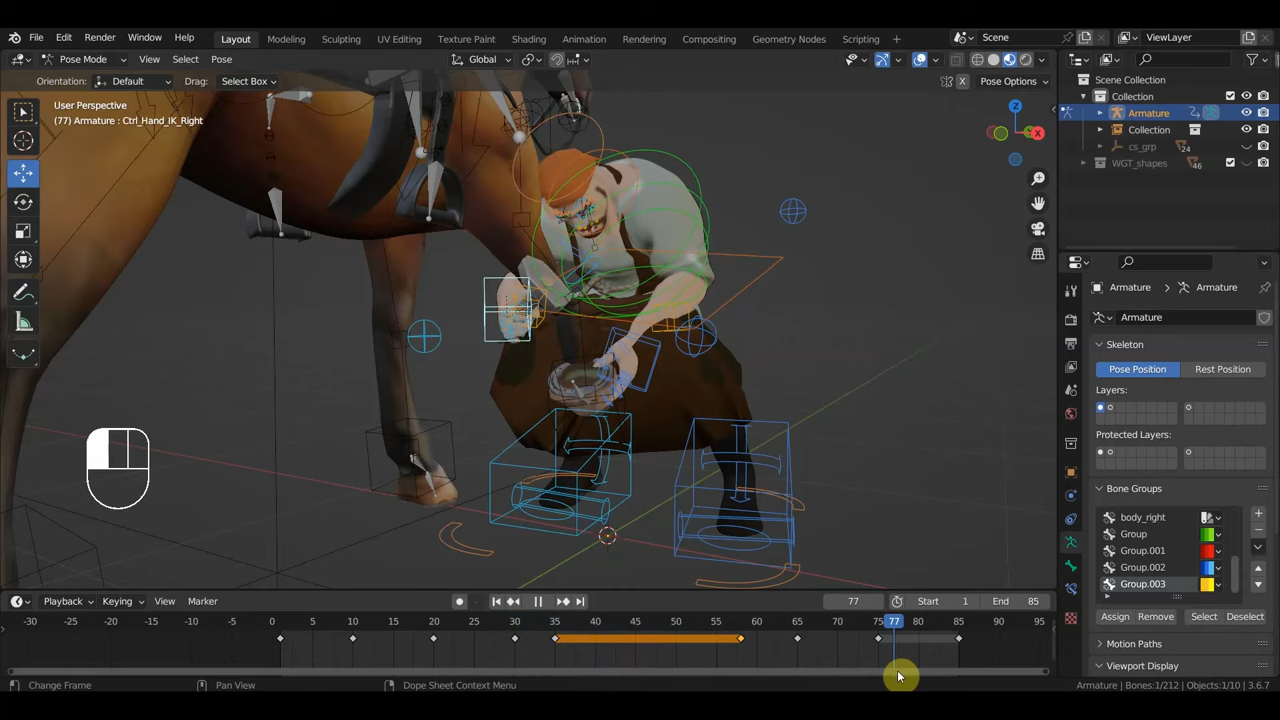 File Edit Render Window Help Layout Modeling Sculpting UV Editing Texture Paint Shading Animation Rendering Compositing Geometry Nodes Scripting + Scene ViewLayer
Pose Mode View Select Pose Global
Orientation: Default Drag: Select Box X Pose Options
User Perspective
(77) Armature : Ctrl_Hand_IK_Right
Z
X
Scene Collection
Collection
Armature
Collection
cs_grp 24
WGT_shapes 46
Armature > Armature
Armature
Skeleton
Pose Position Rest Position
Layers:
Protected Layers:
Bone Groups
body_right
Group
Group.001
Group.002
Group.003
Assign Remove Select Deselect
Motion Paths
Viewport Display
Playback Keying View Marker 77 Start 1 End 85
-30 -25 -20 -15 -10 -5 0 5 10 15 20 25 30 35 40 45 50 55 60 65 70 75 77 80 85 90 95
Change Frame Pan View Dope Sheet Context Menu Armature | Bones:1/212 | Objects:1/10 | 3.6.7